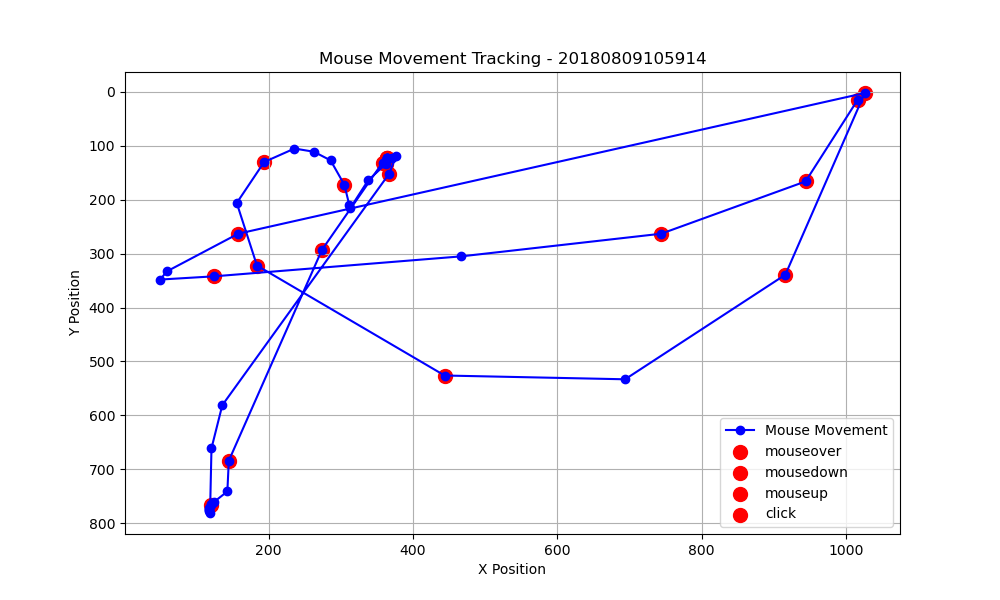 Mouse Movement Tracking - 20180809105914
Y Position
0
100
200
300
400
500
600
700
800
200
400
600
800
1000
X Position
Mouse Movement
mouseover
mousedown
mouseup
click